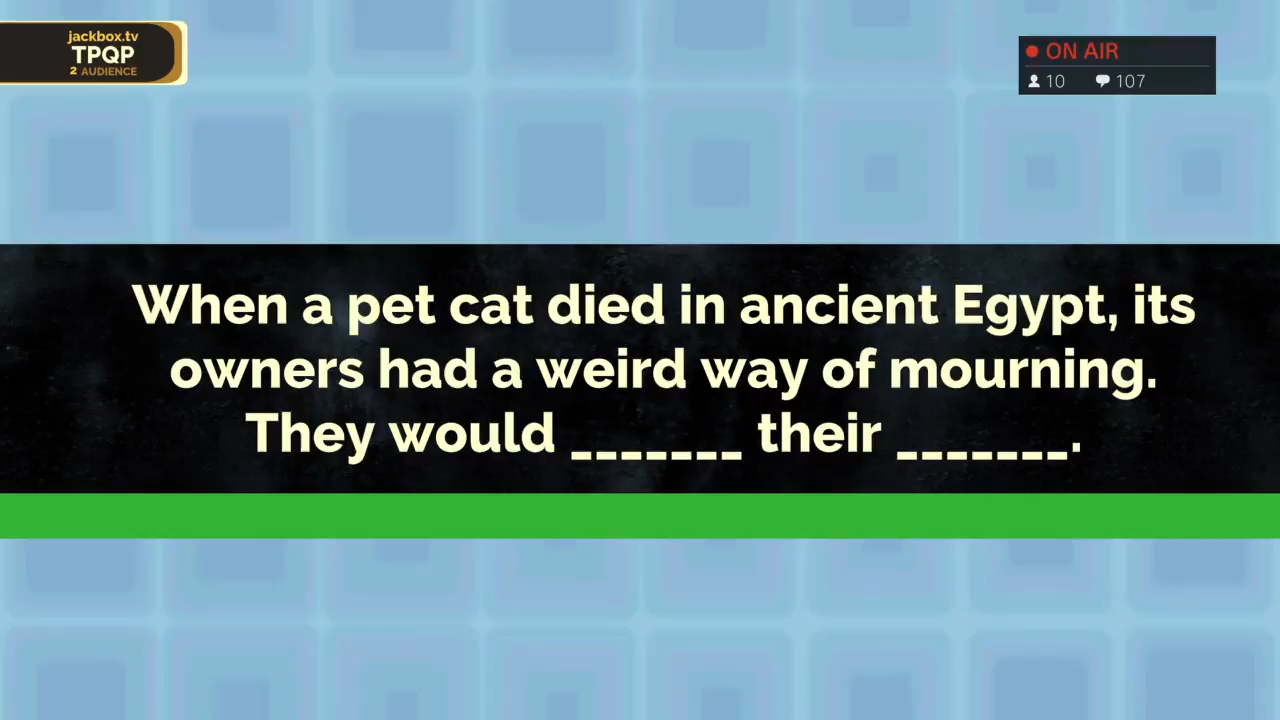 jackbox.tv
TPQP
2 AUDIENCE
ON AIR
10 107
When a pet cat died in ancient Egypt, its
owners had a weird way of mourning.
They would _______ their _______.